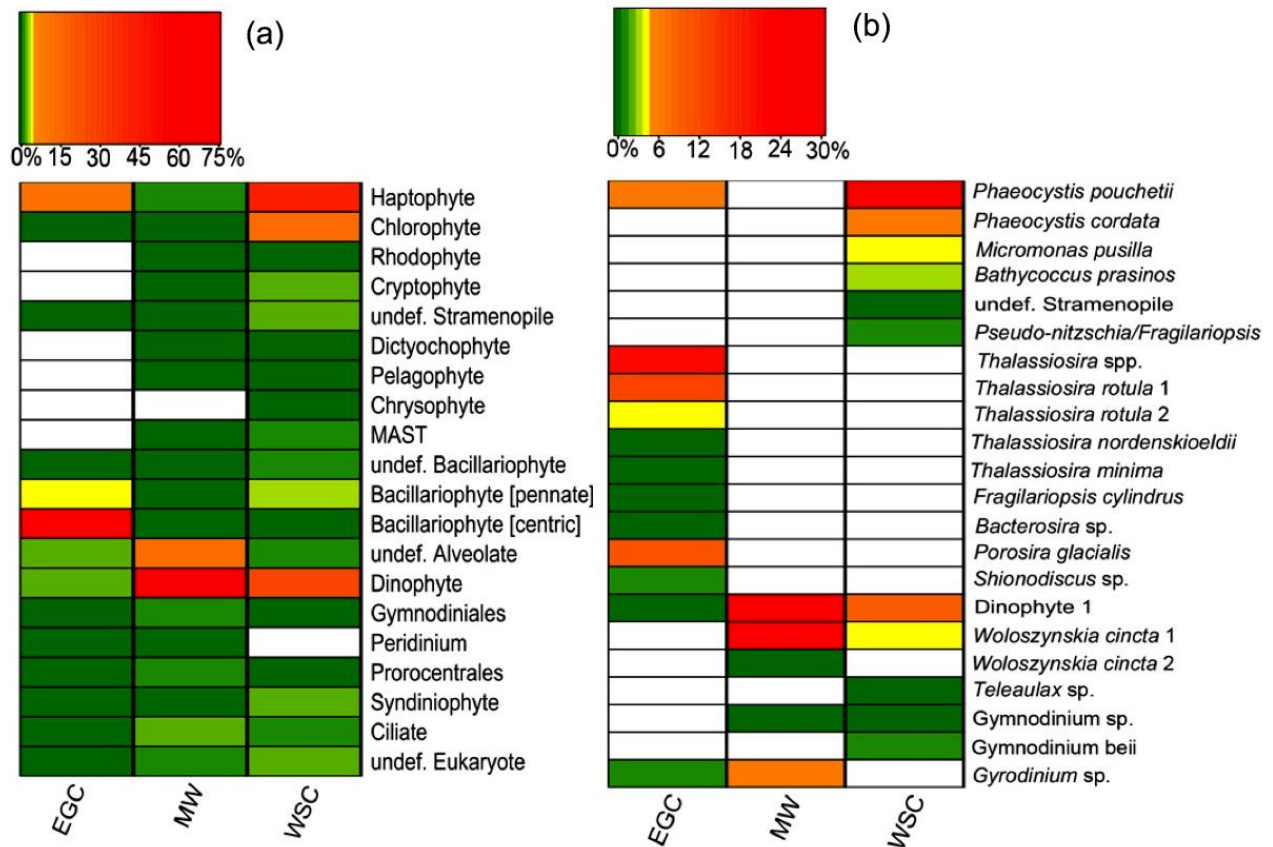 (a)
0% 15 30 45 60 75%
Haptophyte
Chlorophyte
Rhodophyte
Cryptophyte
undef. Stramenopile
Dictyochophyte
Pelagophyte
Chrysophyte
MAST
undef. Bacillariophyte
Bacillariophyte [pennate]
Bacillariophyte [centric]
undef. Alveolate
Dinophyte
Gymnodiniales
Peridinium
Prorocentrales
Syndiniophyte
Ciliate
undef. Eukaryote
EGC MW WSC
(b)
0% 6 12 18 24 30%
Phaeocystis pouchetii
Phaeocystis cordata
Micromonas pusilla
Bathycoccus prasinos
undef. Stramenopile
Pseudo-nitzschia/Fragilariopsis
Thalassiosira spp.
Thalassiosira rotula 1
Thalassiosira rotula 2
Thalassiosira nordenskioeldii
Thalassiosira minima
Fragilariopsis cylindrus
Bacterosira sp.
Porosira glacialis
Shionodiscus sp.
Dinophyte 1
Woloszynskia cincta 1
Woloszynskia cincta 2
Teleaulax sp.
Gymnodinium sp.
Gymnodinium beii
Gyrodinium sp.
EGC MW WSC